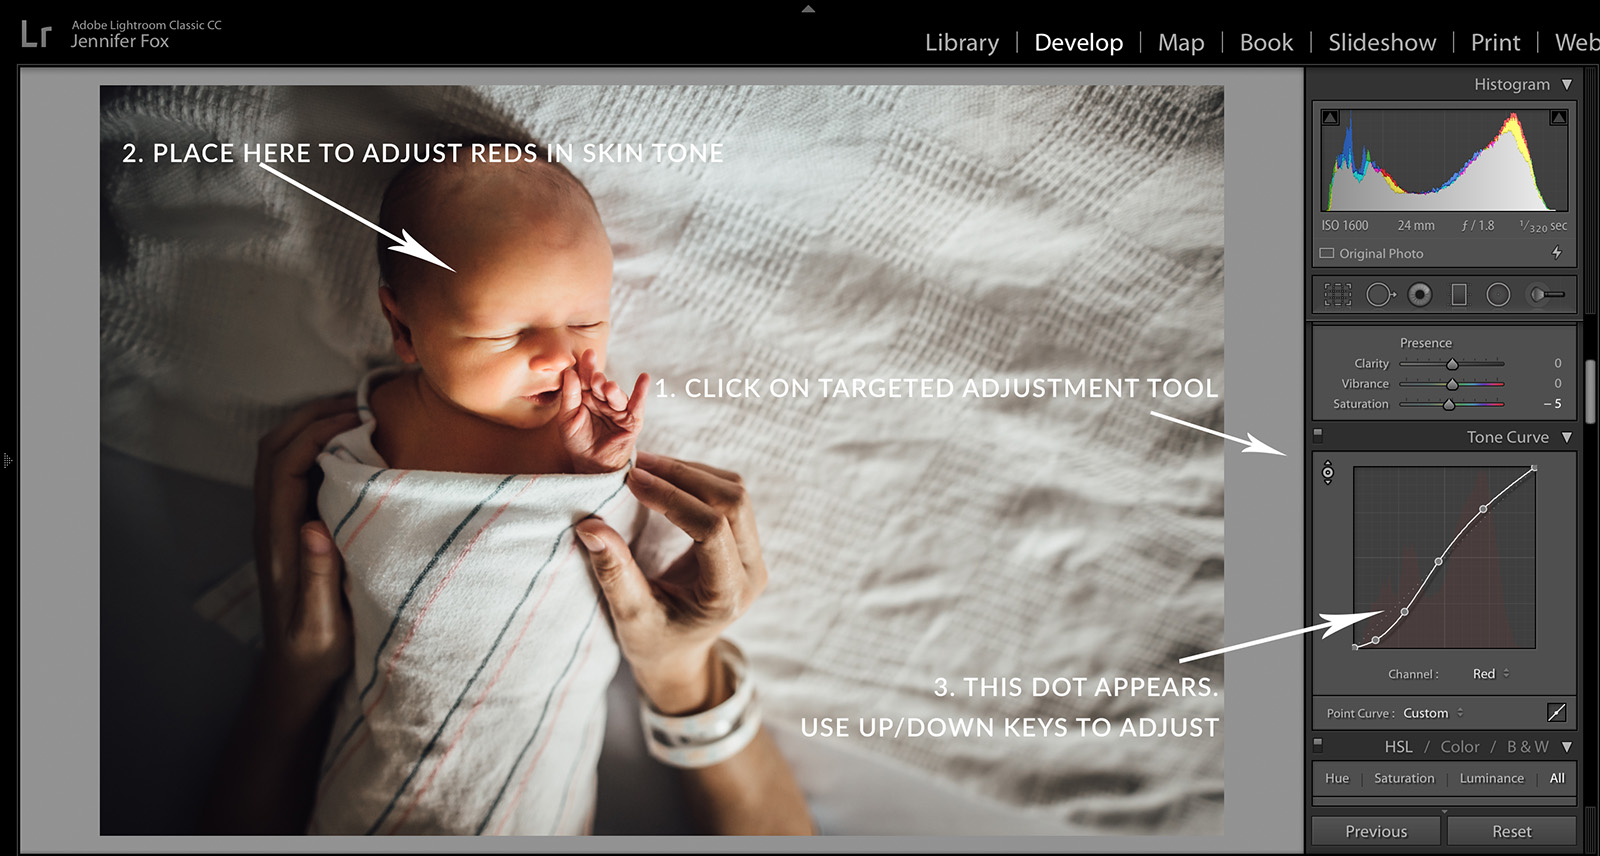 Lr
Adobe Lightroom Classic CC
Jennifer Fox
Library | Develop | Map | Book | Slideshow | Print | Web
Histogram
ISO 1600 24 mm ƒ / 1.8 1/320 sec
Original Photo
Presence
Clarity 0
Vibrance 0
Saturation – 5
Tone Curve
Channel : Red
Point Curve : Custom
HSL / Color / B & W
Hue | Saturation | Luminance | All
Previous Reset
2. PLACE HERE TO ADJUST REDS IN SKIN TONE
1. CLICK ON TARGETED ADJUSTMENT TOOL
3. THIS DOT APPEARS.
USE UP/DOWN KEYS TO ADJUST